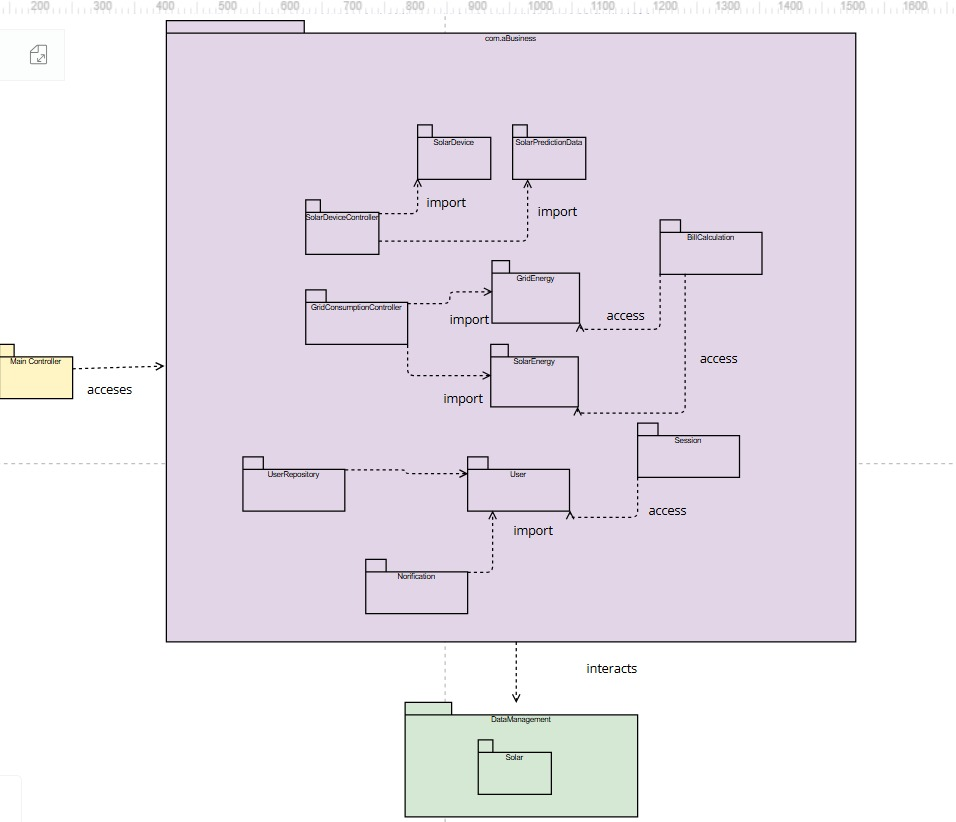 200 300 400 500 600 700 800 900 1000 1100 1200 1300 1400 1500 1600
com.aBusiness
SolarDevice
SolarPredictionData
import
SolarDeviceController
import
BillCalculation
GridEnergy
GridConsumptionController
import
access
Main Controller
acceses
SolarEnergy
access
import
Session
UserRepository
User
access
import
Norification
interacts
DataManagement
Solar